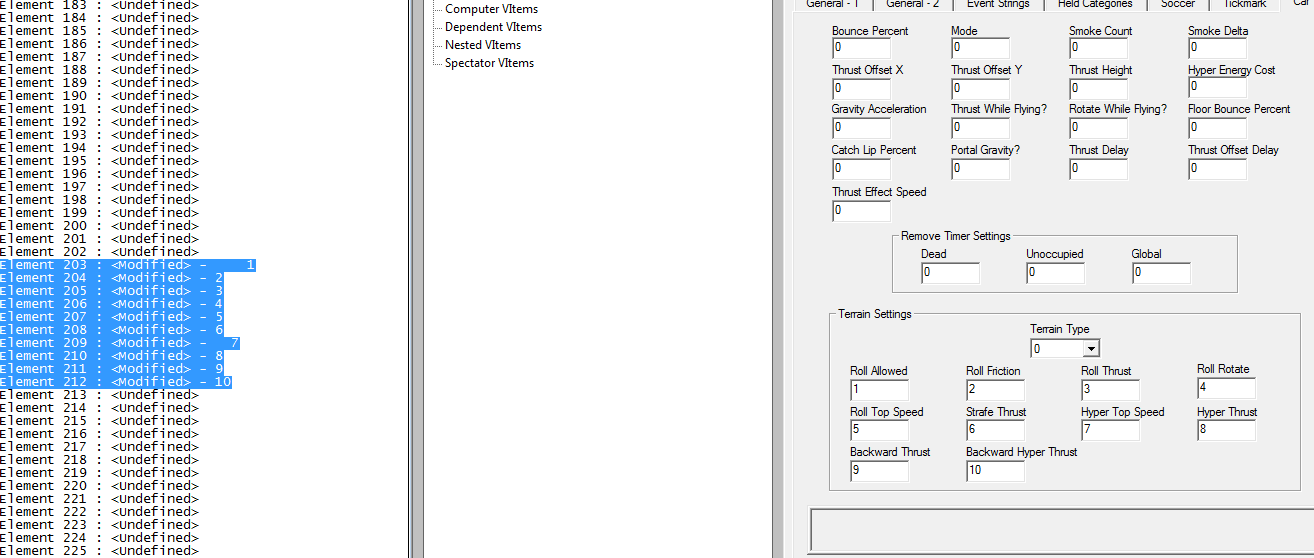 Element 183 : <Undefined>
Element 184 : <Undefined>
Element 185 : <Undefined>
Element 186 : <Undefined>
Element 187 : <Undefined>
Element 188 : <Undefined>
Element 189 : <Undefined>
Element 190 : <Undefined>
Element 191 : <Undefined>
Element 192 : <Undefined>
Element 193 : <Undefined>
Element 194 : <Undefined>
Element 195 : <Undefined>
Element 196 : <Undefined>
Element 197 : <Undefined>
Element 198 : <Undefined>
Element 199 : <Undefined>
Element 200 : <Undefined>
Element 201 : <Undefined>
Element 202 : <Undefined>
Element 203 : <Modified> -     1
Element 204 : <Modified> - 2
Element 205 : <Modified> - 3
Element 206 : <Modified> - 4
Element 207 : <Modified> - 5
Element 208 : <Modified> - 6
Element 209 : <Modified> -   7
Element 210 : <Modified> - 8
Element 211 : <Modified> - 9
Element 212 : <Modified> - 10
Element 213 : <Undefined>
Element 214 : <Undefined>
Element 215 : <Undefined>
Element 216 : <Undefined>
Element 217 : <Undefined>
Element 218 : <Undefined>
Element 219 : <Undefined>
Element 220 : <Undefined>
Element 221 : <Undefined>
Element 222 : <Undefined>
Element 223 : <Undefined>
Element 224 : <Undefined>
Element 225 : <Undefined>
Computer VItems
Dependent VItems
Nested VItems
Spectator VItems
General - 1 General - 2 Event Strings Held Categories Soccer Tickmark Car
Bounce Percent Mode Smoke Count Smoke Delta
0 0 0 0
Thrust Offset X Thrust Offset Y Thrust Height Hyper Energy Cost
0 0 0 0
Gravity Acceleration Thrust While Flying? Rotate While Flying? Floor Bounce Percent
0 0 0 0
Catch Lip Percent Portal Gravity? Thrust Delay Thrust Offset Delay
0 0 0 0
Thrust Effect Speed
0
Remove Timer Settings
Dead Unoccupied Global
0 0 0
Terrain Settings
Terrain Type
0
Roll Allowed Roll Friction Roll Thrust Roll Rotate
1 2 3 4
Roll Top Speed Strafe Thrust Hyper Top Speed Hyper Thrust
5 6 7 8
Backward Thrust Backward Hyper Thrust
9 10